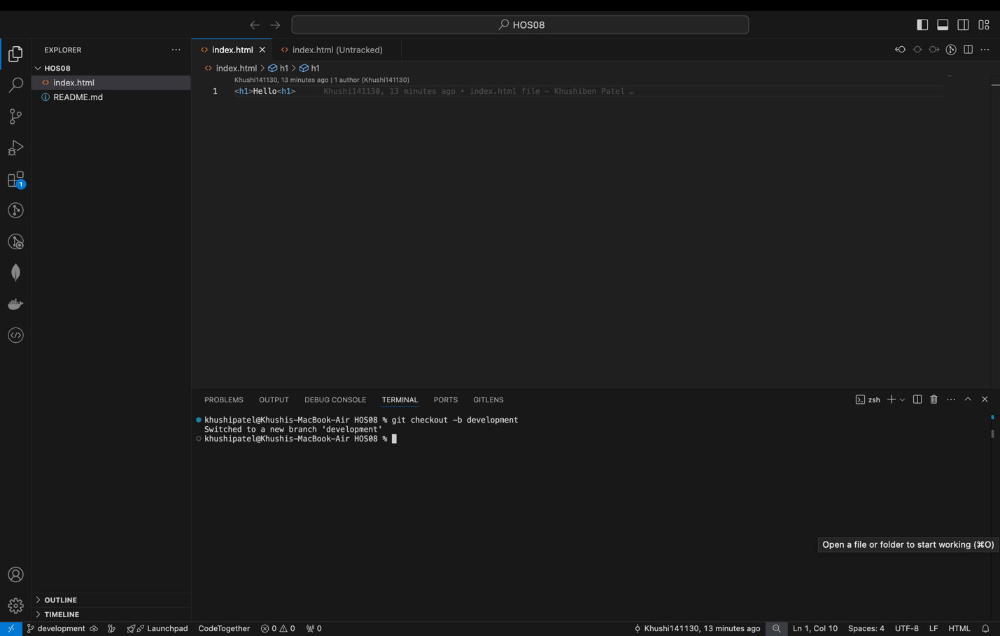 HOS08
EXPLORER
index.html
index.html (Untracked)
HOS08
index.html > h1 > h1
index.html
Khushi141130, 13 minutes ago | 1 author (Khushi141130)
README.md
1 <h1>Hello<h1> Khushi141130, 13 minutes ago • index.html file – Khushiben Patel …
1
PROBLEMS OUTPUT DEBUG CONSOLE TERMINAL PORTS GITLENS
zsh
khushipatel@Khushis-MacBook-Air HOS08 % git checkout -b development
Switched to a new branch 'development'
khushipatel@Khushis-MacBook-Air HOS08 %
Open a file or folder to start working (⌘O)
OUTLINE
TIMELINE
development Launchpad CodeTogether 0 0 0 Khushi141130, 13 minutes ago Ln 1, Col 10 Spaces: 4 UTF-8 LF HTML